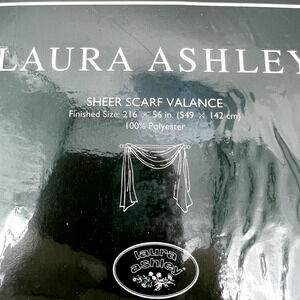 LAURA ASHLEY
SHEER SCARF VALANCE
Finished Size: 216 × 56 in. (549 × 142 cm)
100% Polyester
laura
ashley